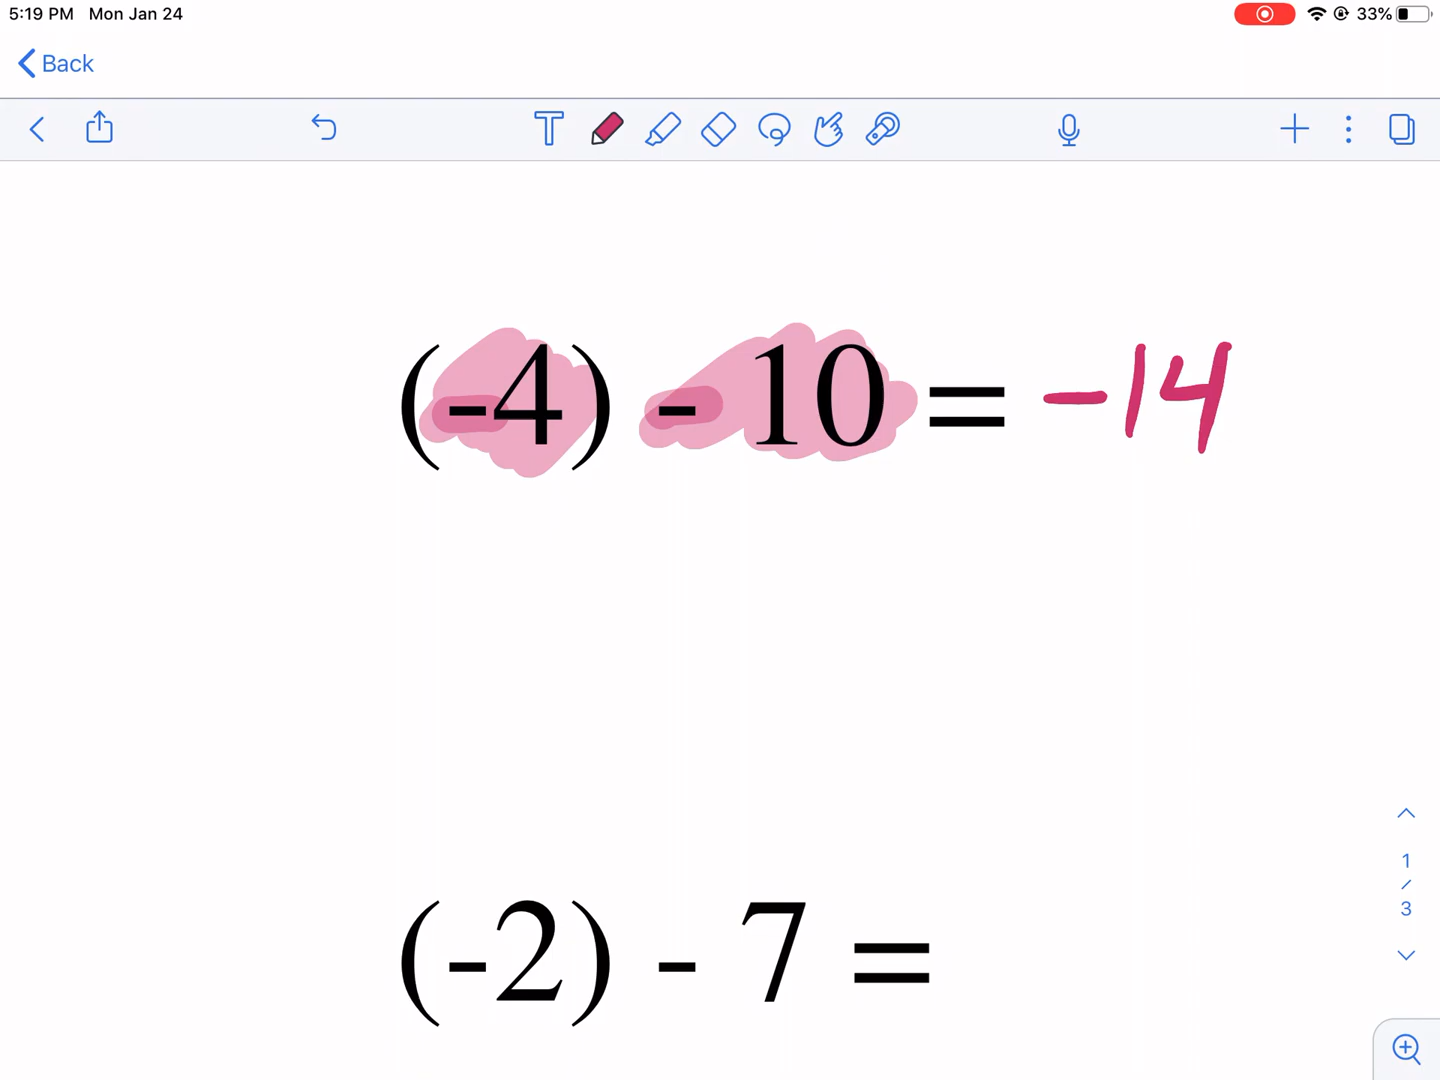 5:19 PM Mon Jan 24
33%
Back
T
(-4) - 10 = -14
1
/
3
(-2) - 7 =